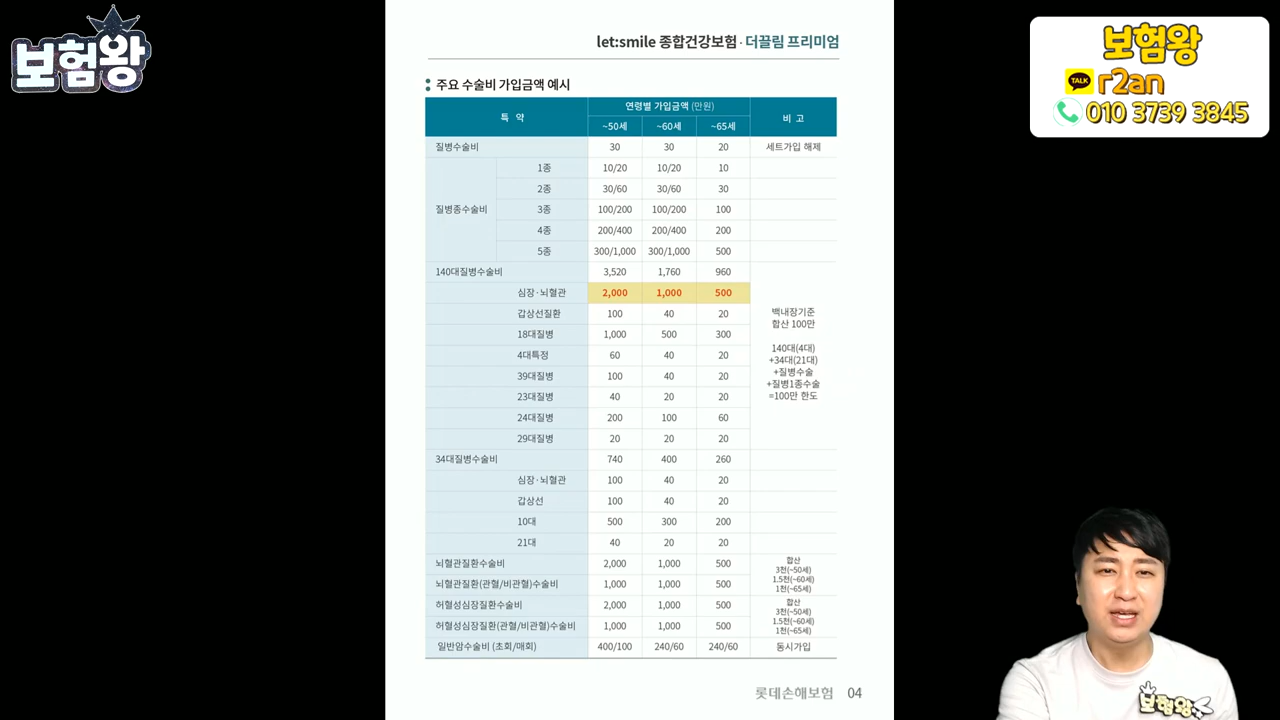 보험왕
let:smile 종합건강보험 · 더끌림 프리미엄
주요 수술비 가입금액 예시
특 약 연령별 가입금액 (만원) 비 고
~50세 ~60세 ~65세
질병수술비 30 30 20 세트가입 해제
질병종수술비
1종 10/20 10/20 10
2종 30/60 30/60 30
3종 100/200 100/200 100
4종 200/400 200/400 200
5종 300/1,000 300/1,000 500
140대질병수술비 3,520 1,760 960
심장·뇌혈관 2,000 1,000 500
갑상선질환 100 40 20
18대질병 1,000 500 300
4대특정 60 40 20
39대질병 100 40 20
23대질병 40 20 20
24대질병 200 100 60
29대질병 20 20 20
백내장기준
합산 100만
140대(4대)
+34대(21대)
+질병수술
+질병1종수술
=100만 한도
34대질병수술비 740 400 260
심장·뇌혈관 100 40 20
갑상선 100 40 20
10대 500 300 200
21대 40 20 20
뇌혈관질환수술비 2,000 1,000 500
뇌혈관질환(관혈/비관혈)수술비 1,000 1,000 500
합산
3천(~50세)
1.5천(~60세)
1천(~65세)
허혈성심장질환수술비 2,000 1,000 500
허혈성심장질환(관혈/비관혈)수술비 1,000 1,000 500
합산
3천(~50세)
1.5천(~60세)
1천(~65세)
일반암수술비 (초회/매회) 400/100 240/60 240/60 동시가입
롯데손해보험 04
보험왕
TALK r2an
010 3739 3845
보험왕